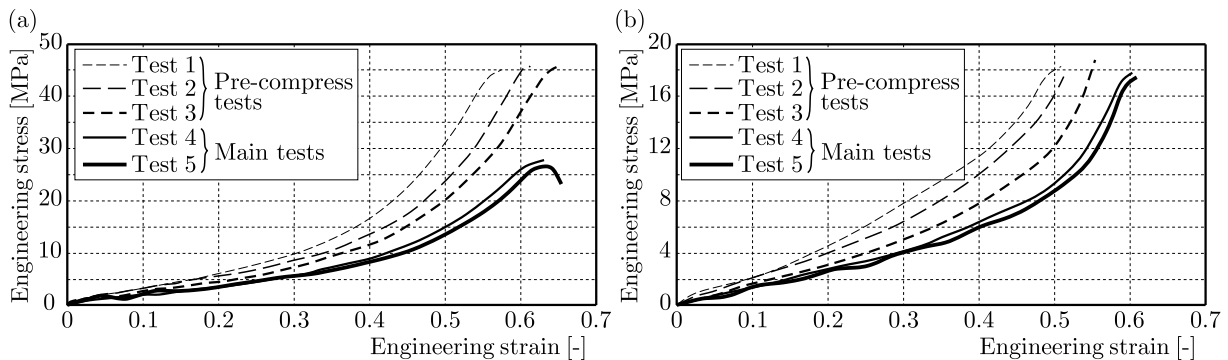 (a)
Engineering stress [MPa]
50
40
30
20
10
0
Test 1
Test 2
Test 3
Pre-compress
tests
Test 4
Test 5
Main tests
0 0.1 0.2 0.3 0.4 0.5 0.6 0.7
Engineering strain [-]
(b)
Engineering stress [MPa]
20
16
12
8
4
0
Test 1
Test 2
Test 3
Pre-compress
tests
Test 4
Test 5
Main tests
0 0.1 0.2 0.3 0.4 0.5 0.6 0.7
Engineering strain [-]